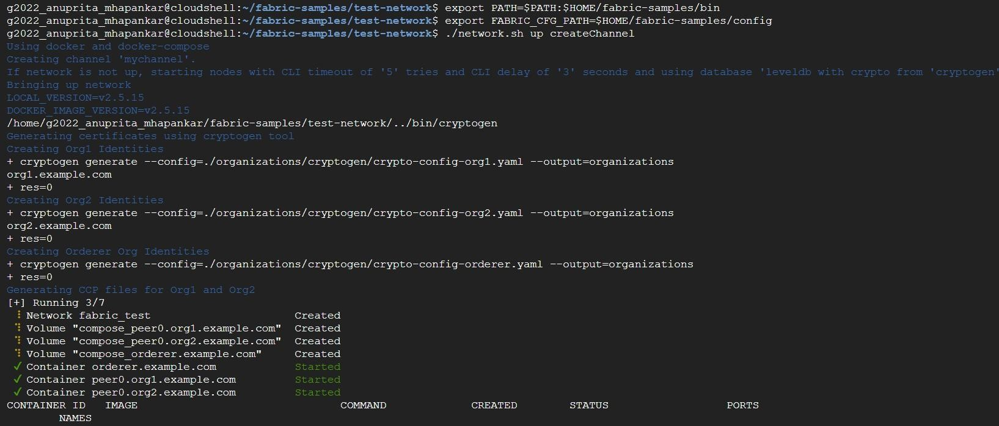 g2022_anuprita_mhapankar@cloudshell:~/fabric-samples/test-network$ export PATH=$PATH:$HOME/fabric-samples/bin
g2022_anuprita_mhapankar@cloudshell:~/fabric-samples/test-network$ export FABRIC_CFG_PATH=$HOME/fabric-samples/config
g2022_anuprita_mhapankar@cloudshell:~/fabric-samples/test-network$ ./network.sh up createChannel
Using docker and docker-compose
Creating channel 'mychannel'.
If network is not up, starting nodes with CLI timeout of '5' tries and CLI delay of '3' seconds and using database 'leveldb with crypto from 'cryptogen'
Bringing up network
LOCAL_VERSION=v2.5.15
DOCKER_IMAGE_VERSION=v2.5.15
/home/g2022_anuprita_mhapankar/fabric-samples/test-network/../bin/cryptogen
Generating certificates using cryptogen tool
Creating Org1 Identities
+ cryptogen generate --config=./organizations/cryptogen/crypto-config-org1.yaml --output=organizations
org1.example.com
+ res=0
Creating Org2 Identities
+ cryptogen generate --config=./organizations/cryptogen/crypto-config-org2.yaml --output=organizations
org2.example.com
+ res=0
Creating Orderer Org Identities
+ cryptogen generate --config=./organizations/cryptogen/crypto-config-orderer.yaml --output=organizations
+ res=0
Generating CCP files for Org1 and Org2
[+] Running 3/7
⠸ Network fabric_test Created
⠹ Volume "compose_peer0.org1.example.com" Created
⠹ Volume "compose_peer0.org2.example.com" Created
⠹ Volume "compose_orderer.example.com" Created
✓ Container orderer.example.com Started
✓ Container peer0.org1.example.com Started
✓ Container peer0.org2.example.com Started
CONTAINER ID IMAGE COMMAND CREATED STATUS PORTS
NAMES